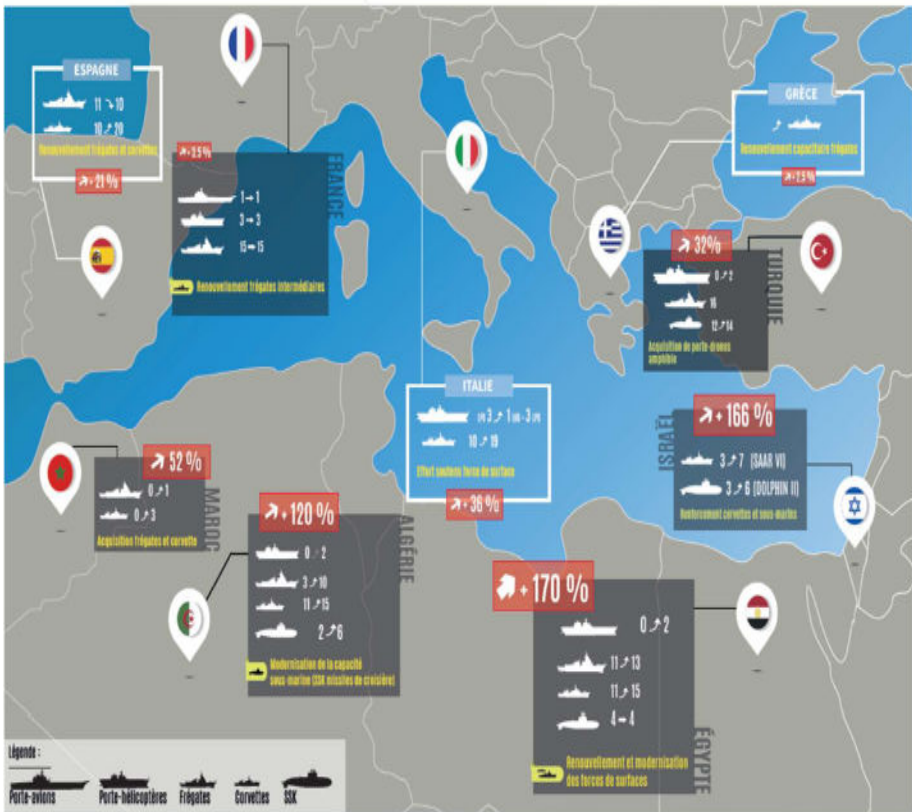 ESPAGNE
11 ↘ 10
10 ↗ 20
Renouvellement frégates et corvettes
↗ + 21 %
↗ + 3.5 %
FRANCE
1 → 1
3 → 3
15 → 15
Renouvellement frégates intermédiaires
GRÈCE
Renouvellement capacitaire frégates
↗ + 2.5 %
↗ 32%
TURQUIE
0 ↗ 2
16
12 ↗ 14
Acquisition de porte-drones
amphibie
ITALIE
3 ↗ 1 - 3
10 ↗ 19
Effort soutenu force de surface
↗ + 36 %
↗ + 166 %
ISRAËL
3 ↗ 7 (SAAR VI)
3 ↗ 6 (DOLPHIN II)
Renforcement corvettes et sous-marins
↗ 52 %
MAROC
0 ↗ 1
0 ↗ 3
Acquisition frégates et corvette
↗ + 120 %
ALGÉRIE
0 ↗ 2
3 ↗ 10
11 ↗ 15
2 ↗ 6
Modernisation de la capacité
sous-marine (SSK missiles de croisière)
+ 170 %
ÉGYPTE
0 ↗ 2
11 ↗ 13
11 ↗ 15
4 → 4
Renouvellement et modernisation
des forces de surfaces
Légende :
Porte-avions
Porte-hélicoptères
Frégates
Corvettes
SSK